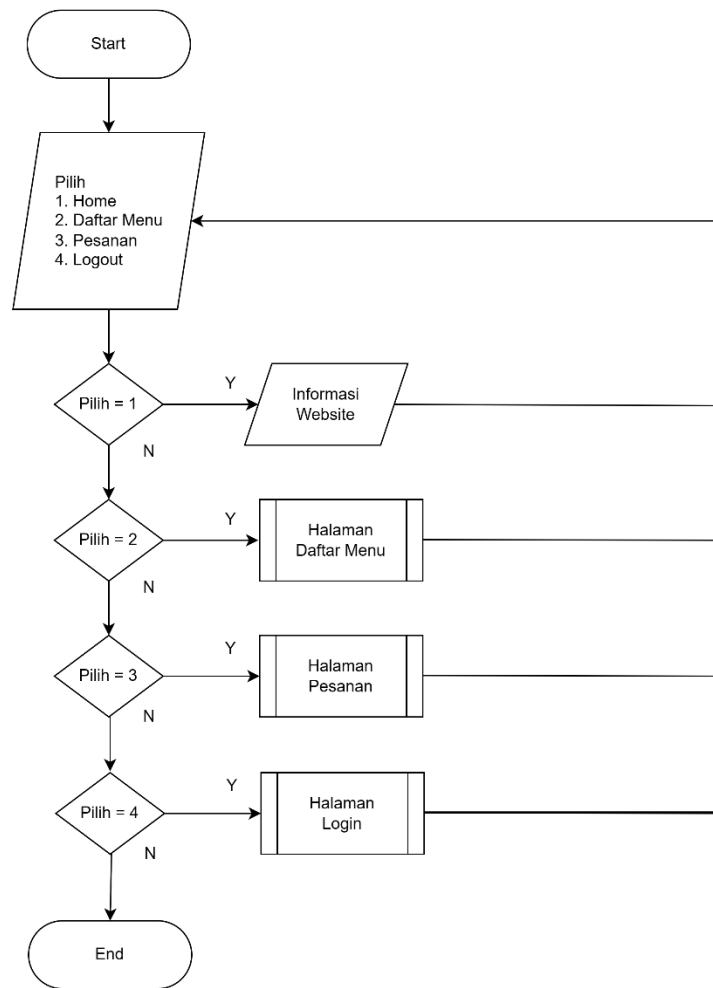 Start
Pilih
1. Home
2. Daftar Menu
3. Pesanan
4. Logout
Pilih = 1
Y
Informasi
Website
N
Pilih = 2
Y
Halaman
Daftar Menu
N
Pilih = 3
Y
Halaman
Pesanan
N
Pilih = 4
Y
Halaman
Login
N
End